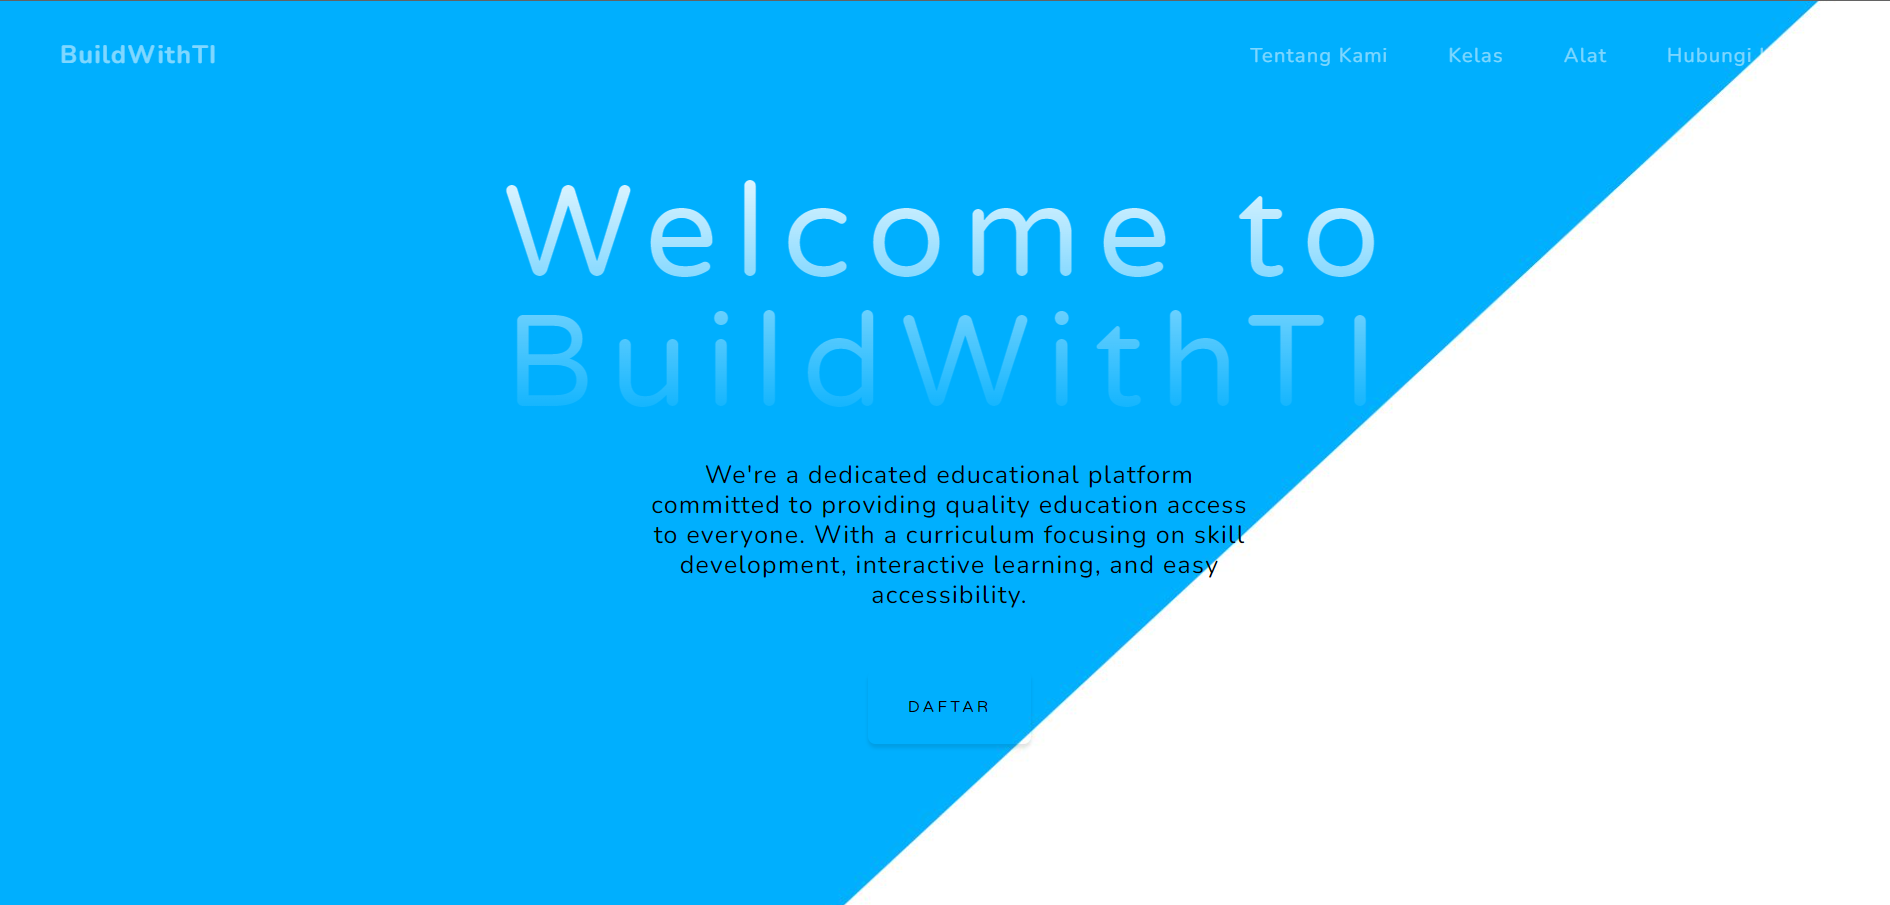 BuildWithTI
Tentang Kami Kelas Alat Hubungi
Welcome to
BuildWithTI
We're a dedicated educational platform
committed to providing quality education access
to everyone. With a curriculum focusing on skill
development, interactive learning, and easy
accessibility.
DAFTAR